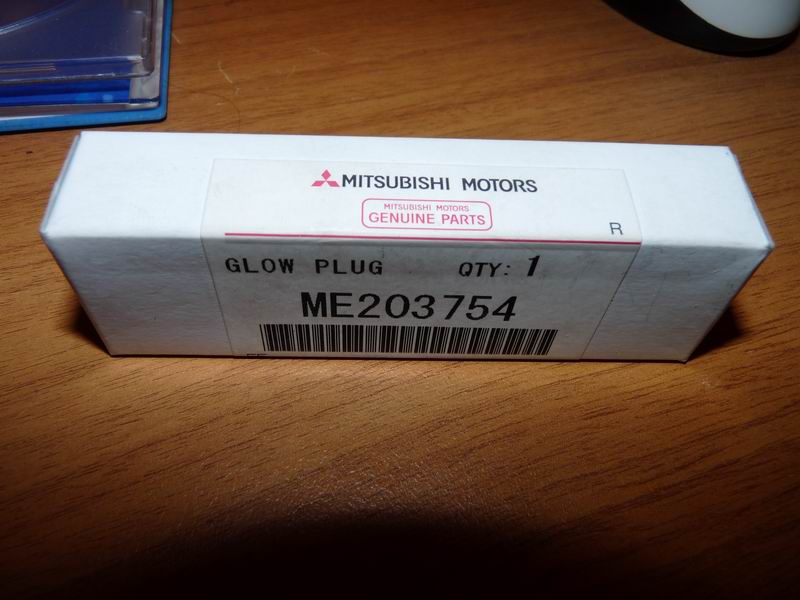 MITSUBISHI MOTORS
MITSUBISHI MOTORS
GENUINE PARTS
R
GLOW PLUG QTY: 1
ME203754